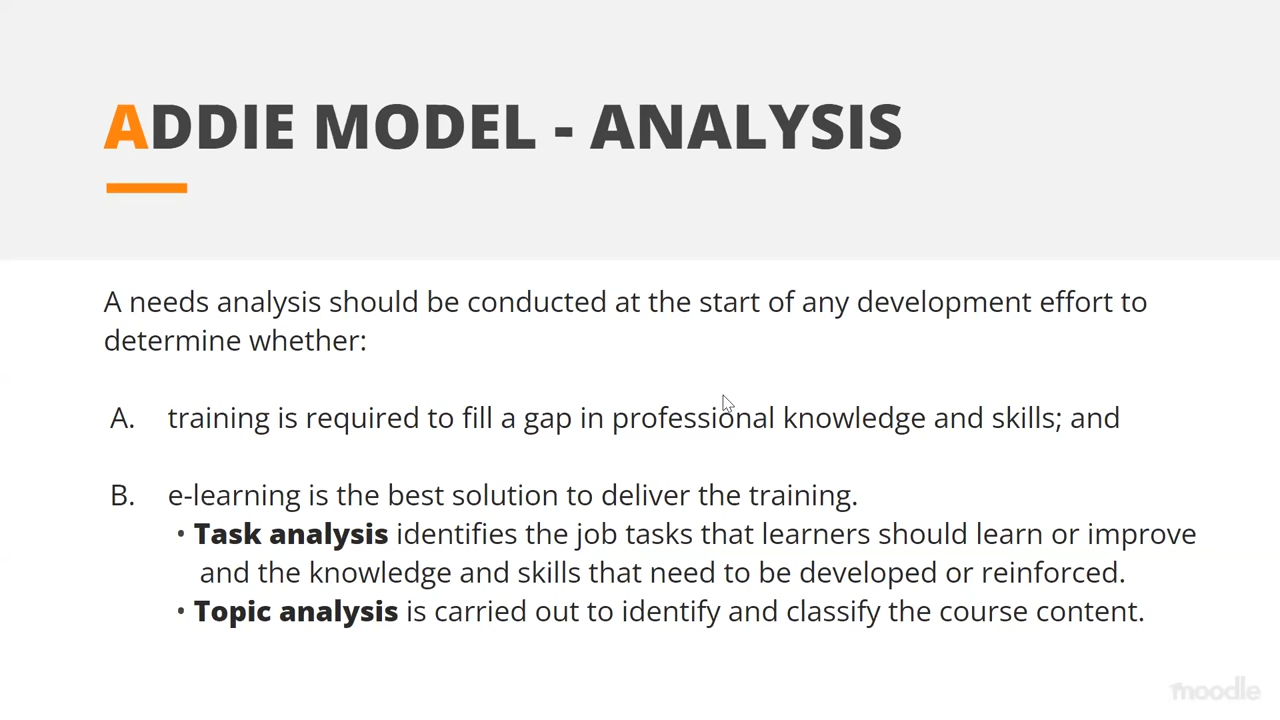 ADDIE MODEL - ANALYSIS
A needs analysis should be conducted at the start of any development effort to
determine whether:
A. training is required to fill a gap in professional knowledge and skills; and
B. e-learning is the best solution to deliver the training.
• Task analysis identifies the job tasks that learners should learn or improve
and the knowledge and skills that need to be developed or reinforced.
• Topic analysis is carried out to identify and classify the course content.
moodle